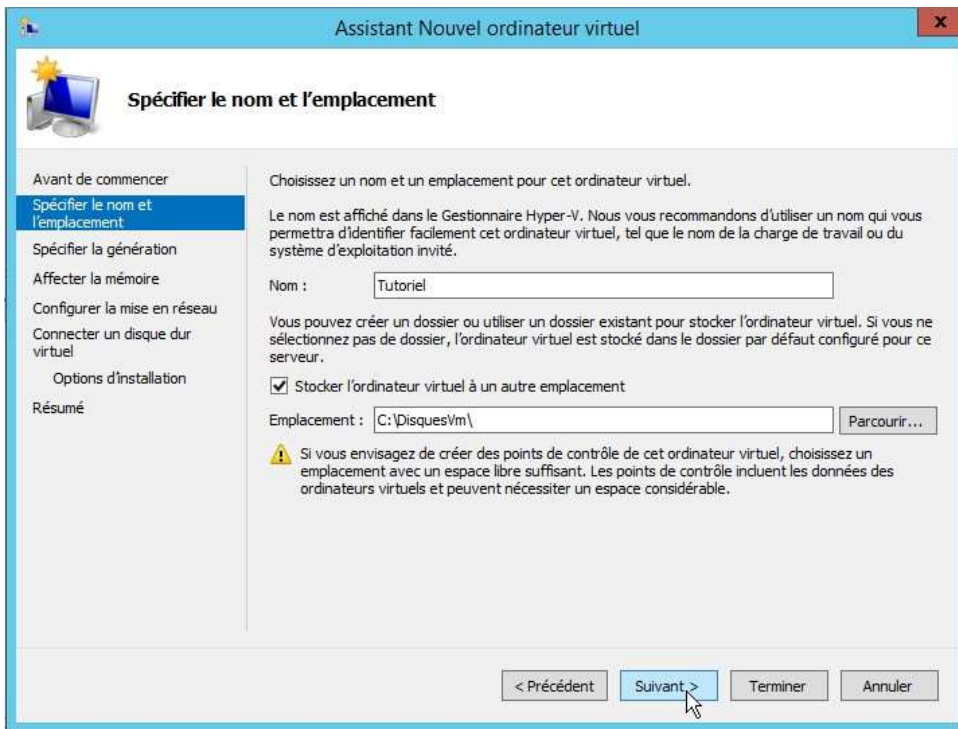 Assistant Nouvel ordinateur virtuel
x
Spécifier le nom et l'emplacement
Avant de commencer
Spécifier le nom et
l'emplacement
Spécifier la génération
Affecter la mémoire
Configurer la mise en réseau
Connecter un disque dur
virtuel
Options d'installation
Résumé
Choisissez un nom et un emplacement pour cet ordinateur virtuel.
Le nom est affiché dans le Gestionnaire Hyper-V. Nous vous recommandons d'utiliser un nom qui vous
permettra d'identifier facilement cet ordinateur virtuel, tel que le nom de la charge de travail ou du
système d'exploitation invité.
Nom : Tutoriel
Vous pouvez créer un dossier ou utiliser un dossier existant pour stocker l'ordinateur virtuel. Si vous ne
sélectionnez pas de dossier, l'ordinateur virtuel est stocké dans le dossier par défaut configuré pour ce
serveur.
Stocker l'ordinateur virtuel à un autre emplacement
Emplacement : C:\DisquesVm\ Parcourir...
Si vous envisagez de créer des points de contrôle de cet ordinateur virtuel, choisissez un
emplacement avec un espace libre suffisant. Les points de contrôle incluent les données des
ordinateurs virtuels et peuvent nécessiter un espace considérable.
< Précédent Suivant > Terminer Annuler